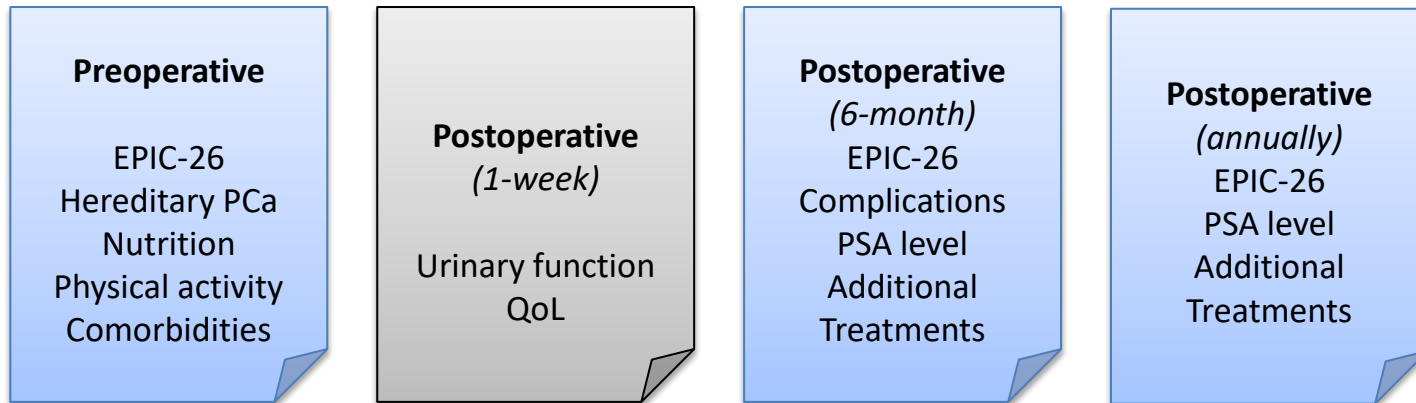 Preoperative
EPIC-26
Hereditary PCa
Nutrition
Physical activity
Comorbidities
Postoperative
(1-week)
Urinary function
QoL
Postoperative
(6-month)
EPIC-26
Complications
PSA level
Additional
Treatments
Postoperative
(annually)
EPIC-26
PSA level
Additional
Treatments